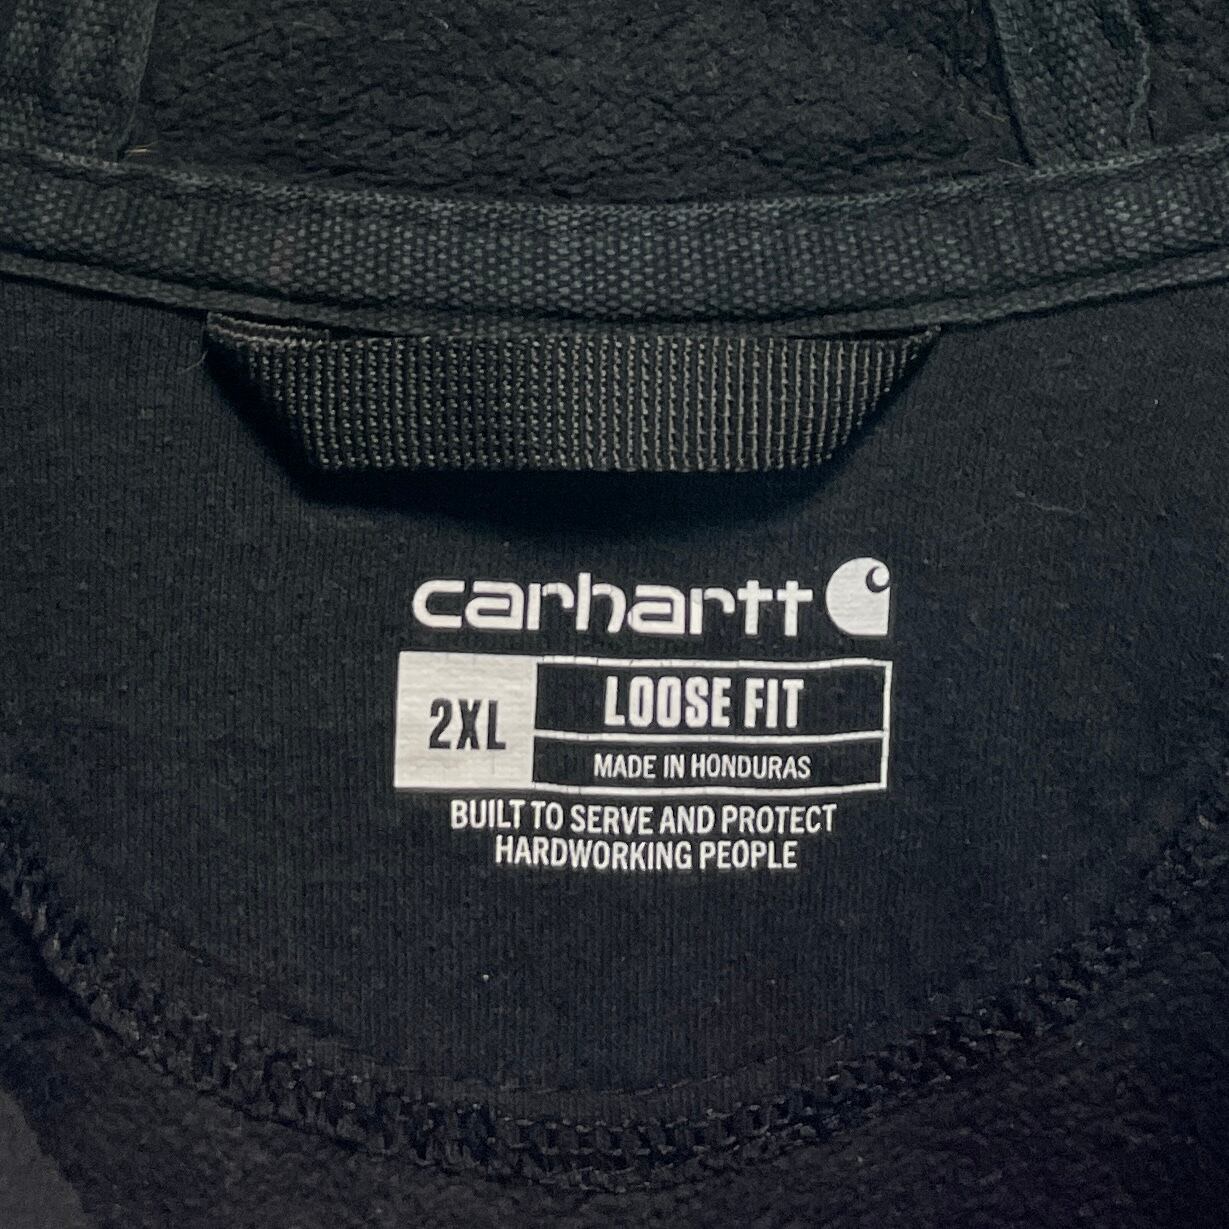 carhartt
2XL
LOOSE FIT
MADE IN HONDURAS
BUILT TO SERVE AND PROTECT
HARDWORKING PEOPLE